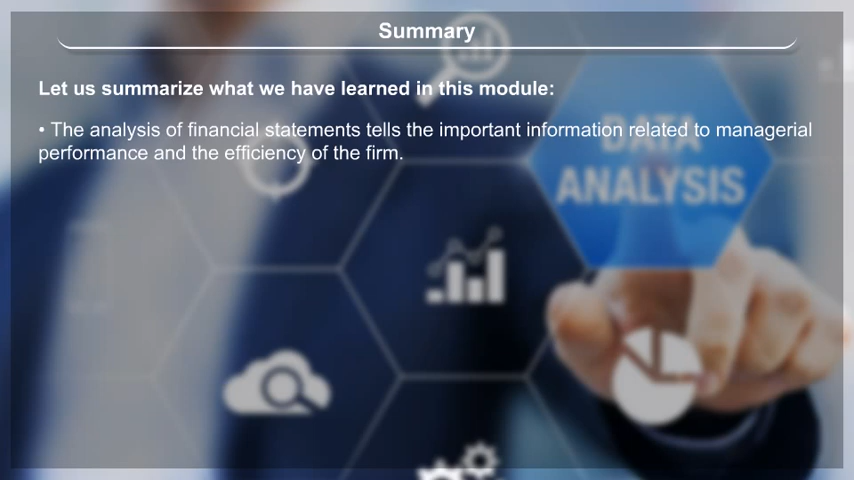 Summary
Let us summarize what we have learned in this module:
• The analysis of financial statements tells the important information related to managerial
performance and the efficiency of the firm.
DATA
ANALYSIS